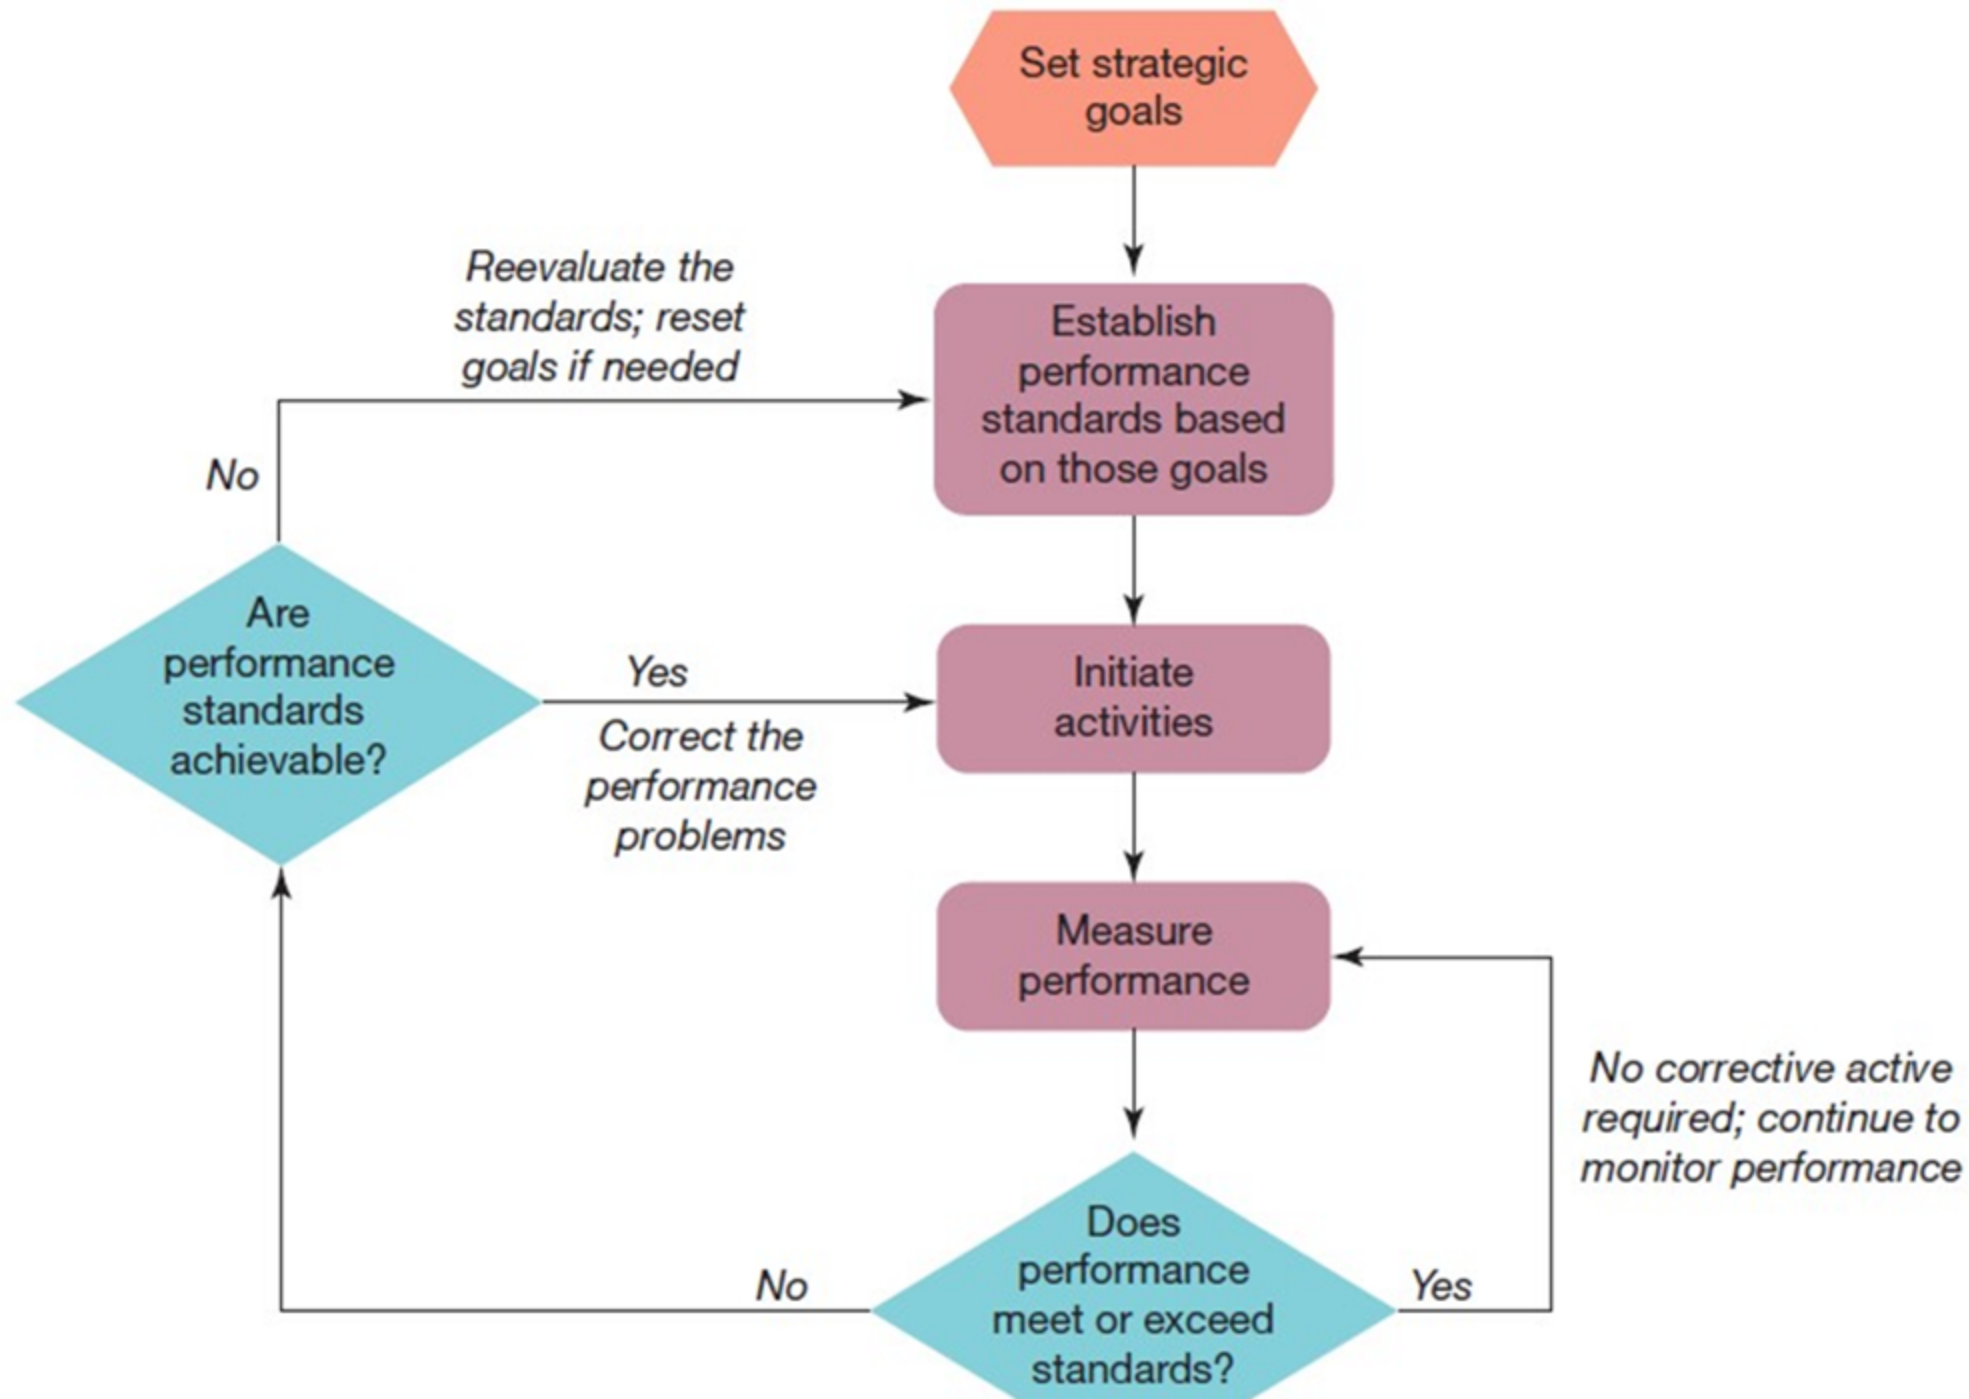 Set strategic
goals
Reevaluate the
standards; reset
goals if needed
Establish
performance
standards based
on those goals
No
Are
performance
standards
achievable?
Yes
Correct the
performance
problems
Initiate
activities
Measure
performance
No corrective active
required; continue to
monitor performance
No
Does
performance
meet or exceed
standards?
Yes